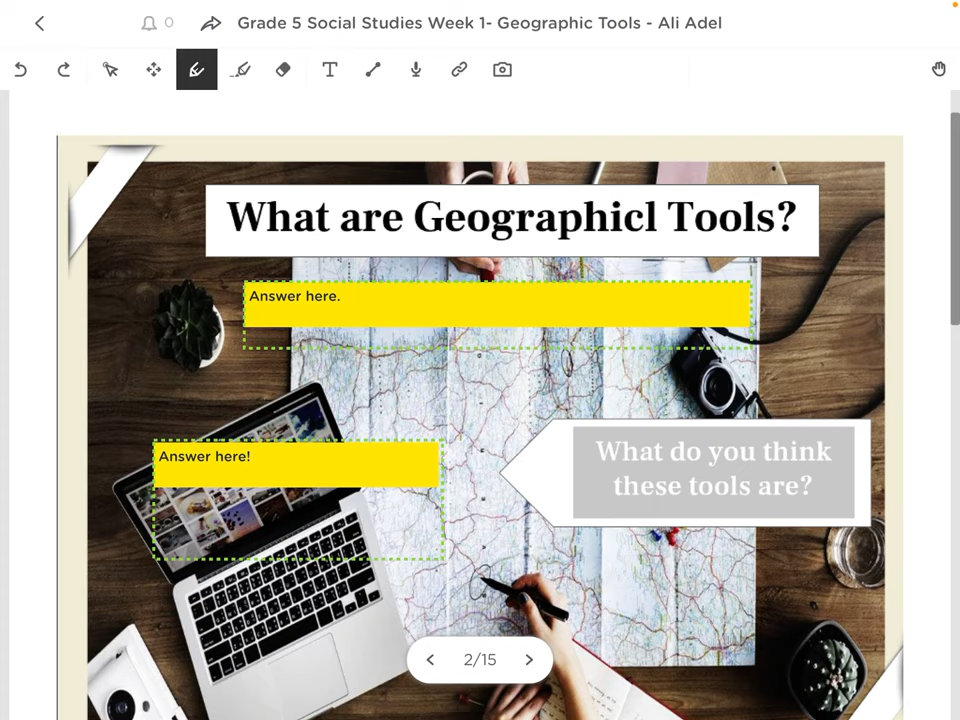 0
Grade 5 Social Studies Week 1- Geographic Tools - Ali Adel
What are Geographicl Tools?
Answer here.
Answer here!
What do you think
these tools are?
2/15